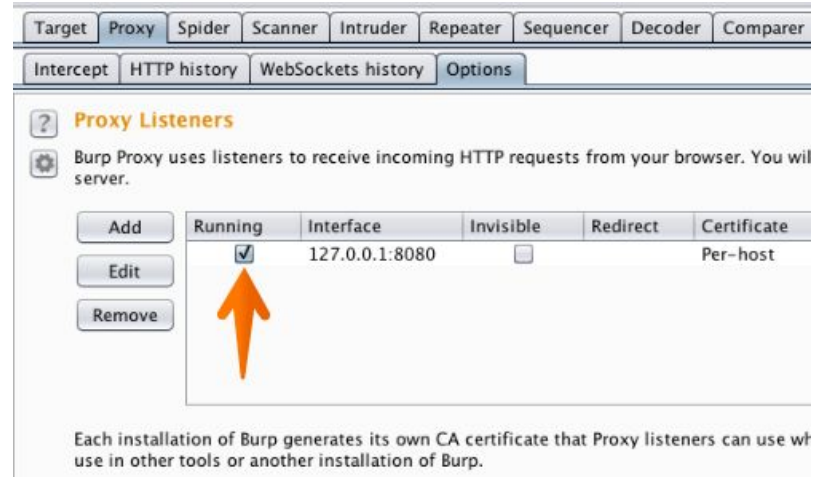 Target Proxy Spider Scanner Intruder Repeater Sequencer Decoder Comparer
Intercept HTTP history WebSockets history Options
? Proxy Listeners
Burp Proxy uses listeners to receive incoming HTTP requests from your browser. You wil
server.
Add Running Interface Invisible Redirect Certificate
127.0.0.1:8080 Per-host
Edit
Remove
Each installation of Burp generates its own CA certificate that Proxy listeners can use wh
use in other tools or another installation of Burp.